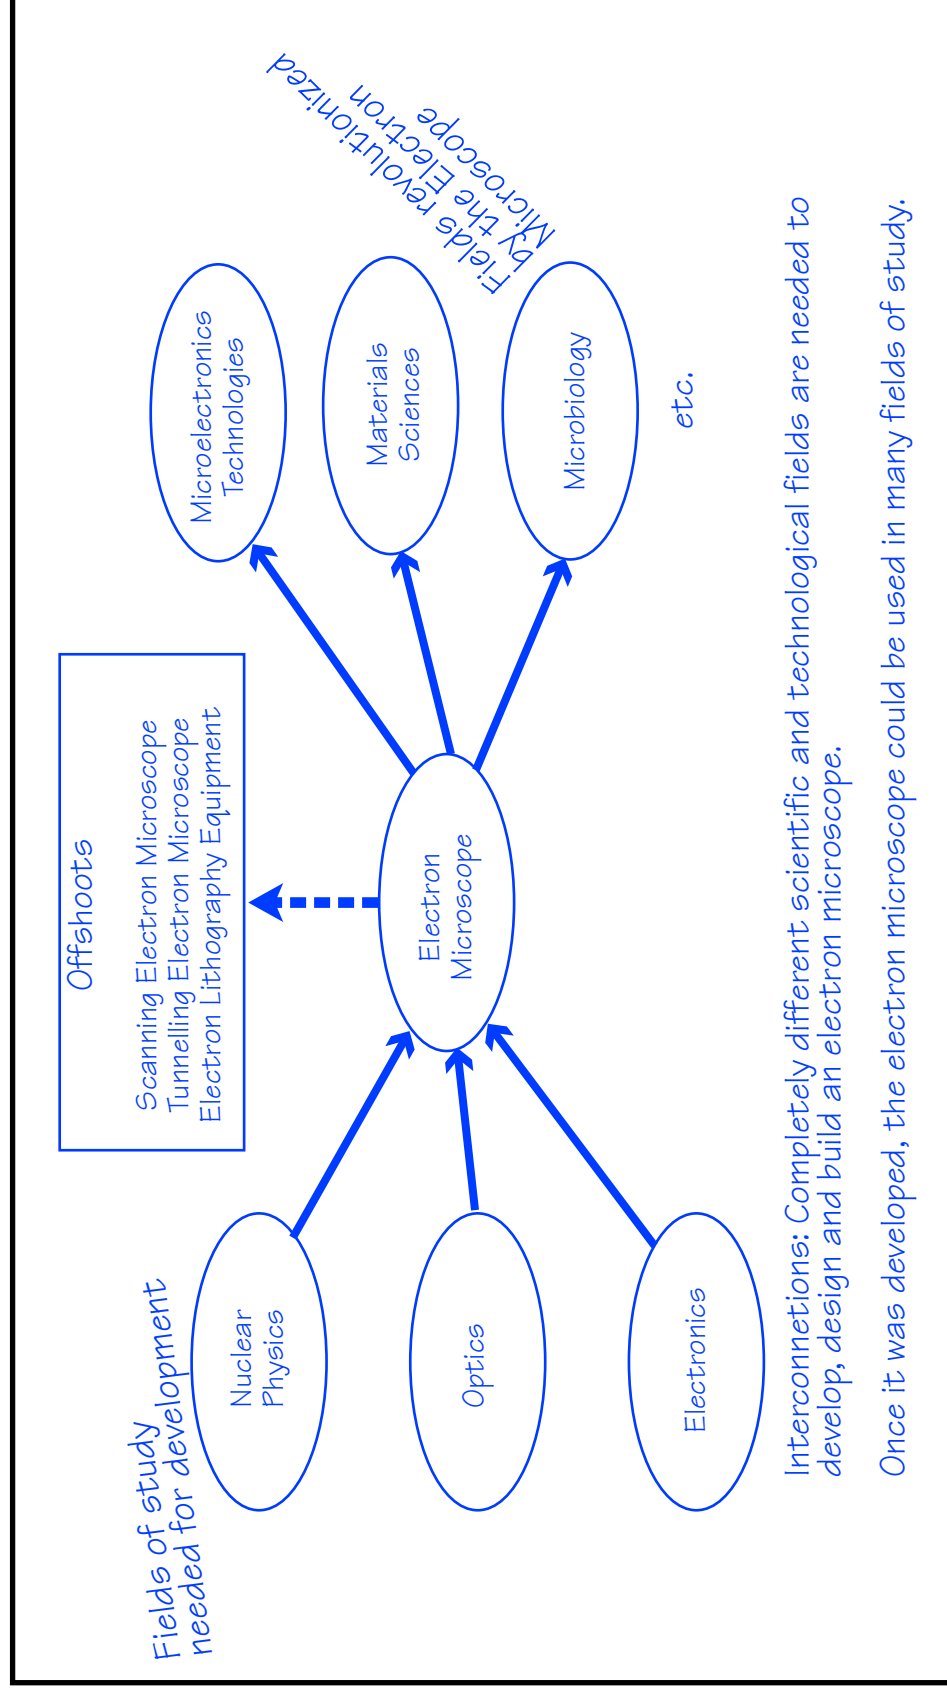 Offshoots
Scanning Electron Microscope
Tunnelling Electron Microscope
Electron Lithography Equipment
Fields of study
needed for development
Nuclear
Physics
Optics
Electronics
Electron
Microscope
Microelectronics
Technologies
Materials
Sciences
Microbiology
etc.
Fields revolutionized
by the Electron
Microscope
Interconnetions: Completely different scientific and technological fields are needed to
develop, design and build an electron microscope.
Once it was developed, the electron microscope could be used in many fields of study.